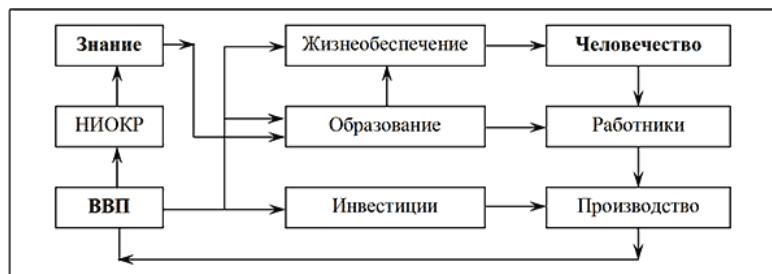 Знание
Жизнеобеспечение
Человечество
НИОКР
Образование
Работники
ВВП
Инвестиции
Производство